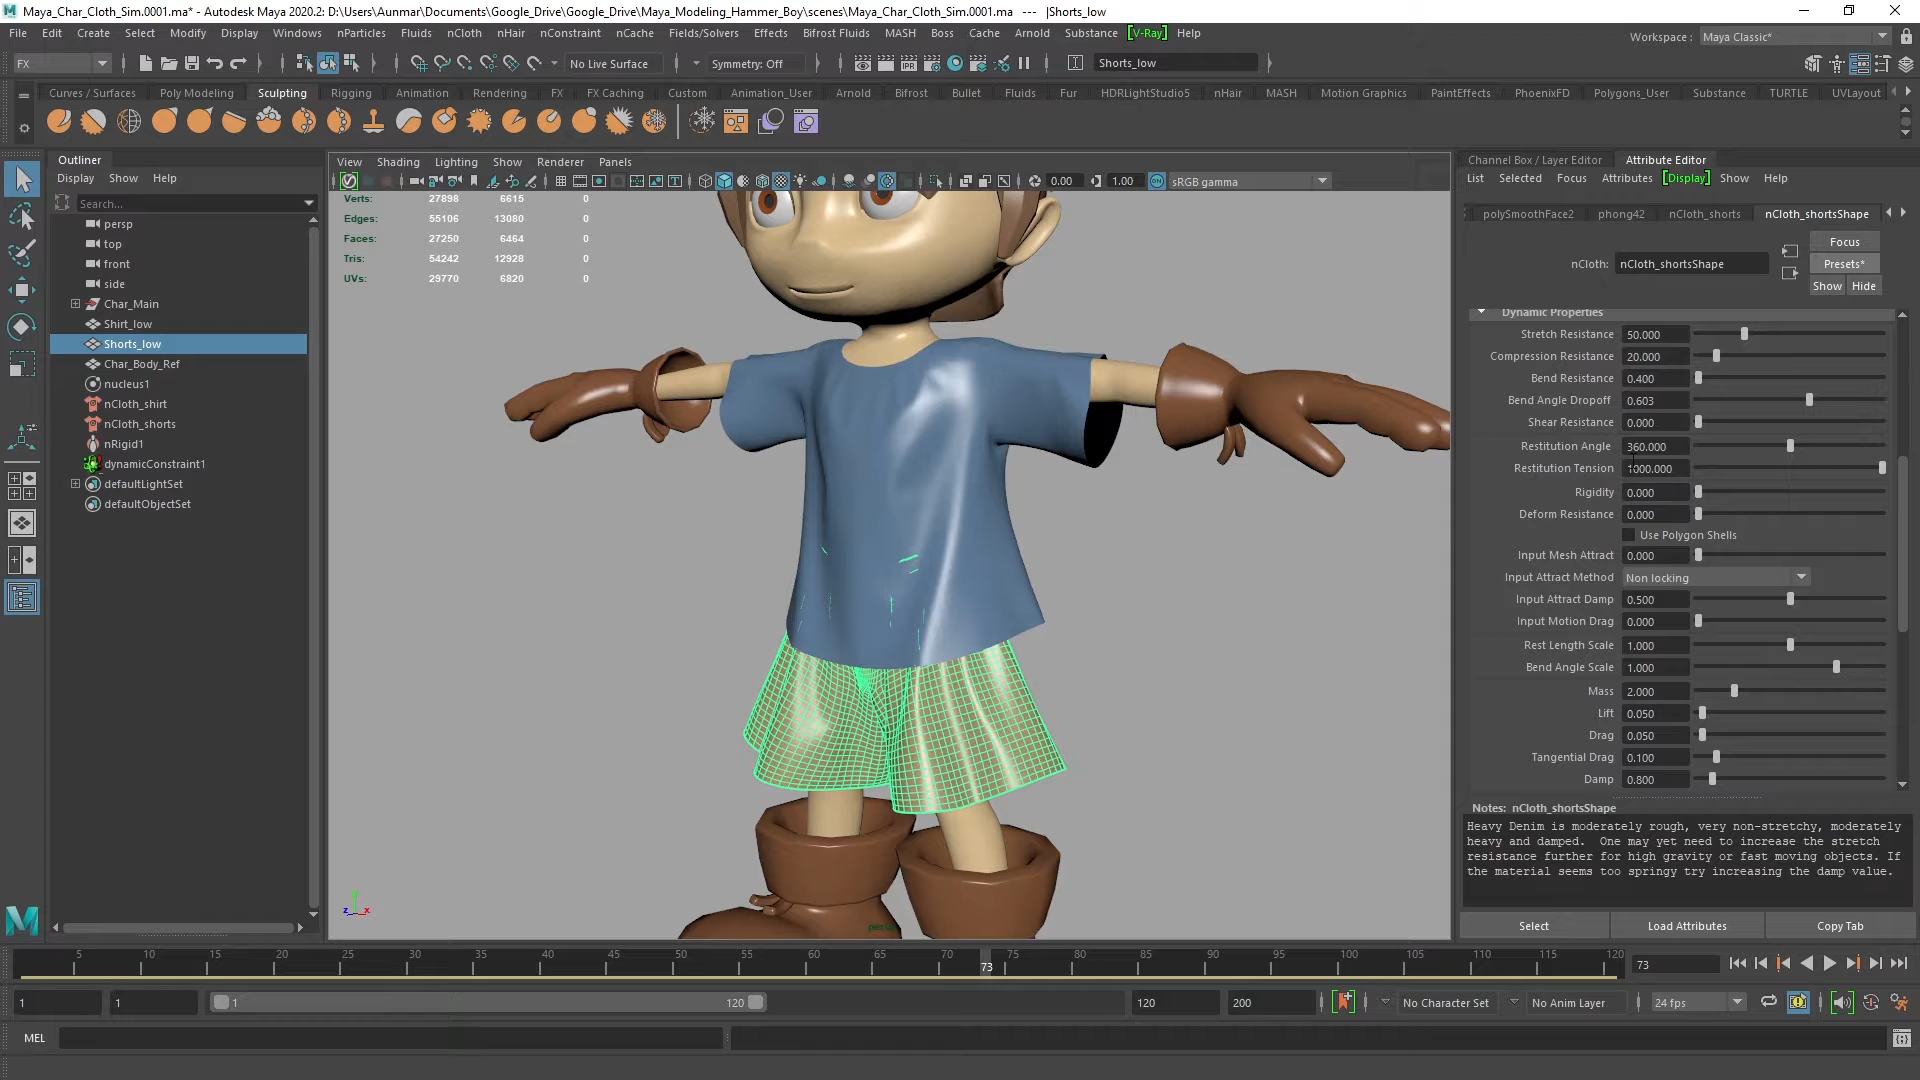 Maya_Char_Cloth_Sim.0001.ma* - Autodesk Maya 2020.2: D:\Users\Aunmar\Documents\Google_Drive\Google_Drive\Maya_Modeling_Hammer_Boy\scenes\Maya_Char_Cloth_Sim.0001.ma --- |Shorts_low
File Edit Create Select Modify Display Windows nParticles Fluids nCloth nHair nConstraint nCache Fields/Solvers Effects Bifrost Fluids MASH Boss Cache Arnold Substance [V-Ray] Help
Workspace : Maya Classic*
FX No Live Surface Symmetry: Off IPR Shorts_low
Curves / Surfaces Poly Modeling Sculpting Rigging Animation Rendering FX FX Caching Custom Animation_User Arnold Bifrost Bullet Fluids Fur HDRLightStudio5 nHair MASH Motion Graphics PaintEffects PhoenixFD Polygons_User Substance TURTLE UVLayout
Outliner
Display Show Help
Search...
persp
top
front
side
Char_Main
Shirt_low
Shorts_low
Char_Body_Ref
nucleus1
nCloth_shirt
nCloth_shorts
nRigid1
dynamicConstraint1
defaultLightSet
defaultObjectSet
View Shading Lighting Show Renderer Panels
0.00 1.00 sRGB gamma
Verts: 27898 6615 0
Edges: 55106 13080 0
Faces: 27250 6464 0
Tris: 54242 12928 0
UVs: 29770 6820 0
z x
Channel Box / Layer Editor Attribute Editor
List Selected Focus Attributes [Display] Show Help
polySmoothFace2 phong42 nCloth_shorts nCloth_shortsShape
Focus
nCloth: nCloth_shortsShape Presets*
Show Hide
Dynamic Properties
Stretch Resistance 50.000
Compression Resistance 20.000
Bend Resistance 0.400
Bend Angle Dropoff 0.603
Shear Resistance 0.000
Restitution Angle 360.000
Restitution Tension 1000.000
Rigidity 0.000
Deform Resistance 0.000
Use Polygon Shells
Input Mesh Attract 0.000
Input Attract Method Non locking
Input Attract Damp 0.500
Input Motion Drag 0.000
Rest Length Scale 1.000
Bend Angle Scale 1.000
Mass 2.000
Lift 0.050
Drag 0.050
Tangential Drag 0.100
Damp 0.800
Notes: nCloth_shortsShape
Heavy Denim is moderately rough, very non-stretchy, moderately
heavy and damped. One may yet need to increase the stretch
resistance further for high gravity or fast moving objects. If
the material seems too springy try increasing the damp value.
Select Load Attributes Copy Tab
5 10 15 20 25 30 35 40 45 50 55 60 65 70 73 75 80 85 90 95 100 105 110 115 120 73
1 1 1 120 120 200 No Character Set No Anim Layer 24 fps
MEL